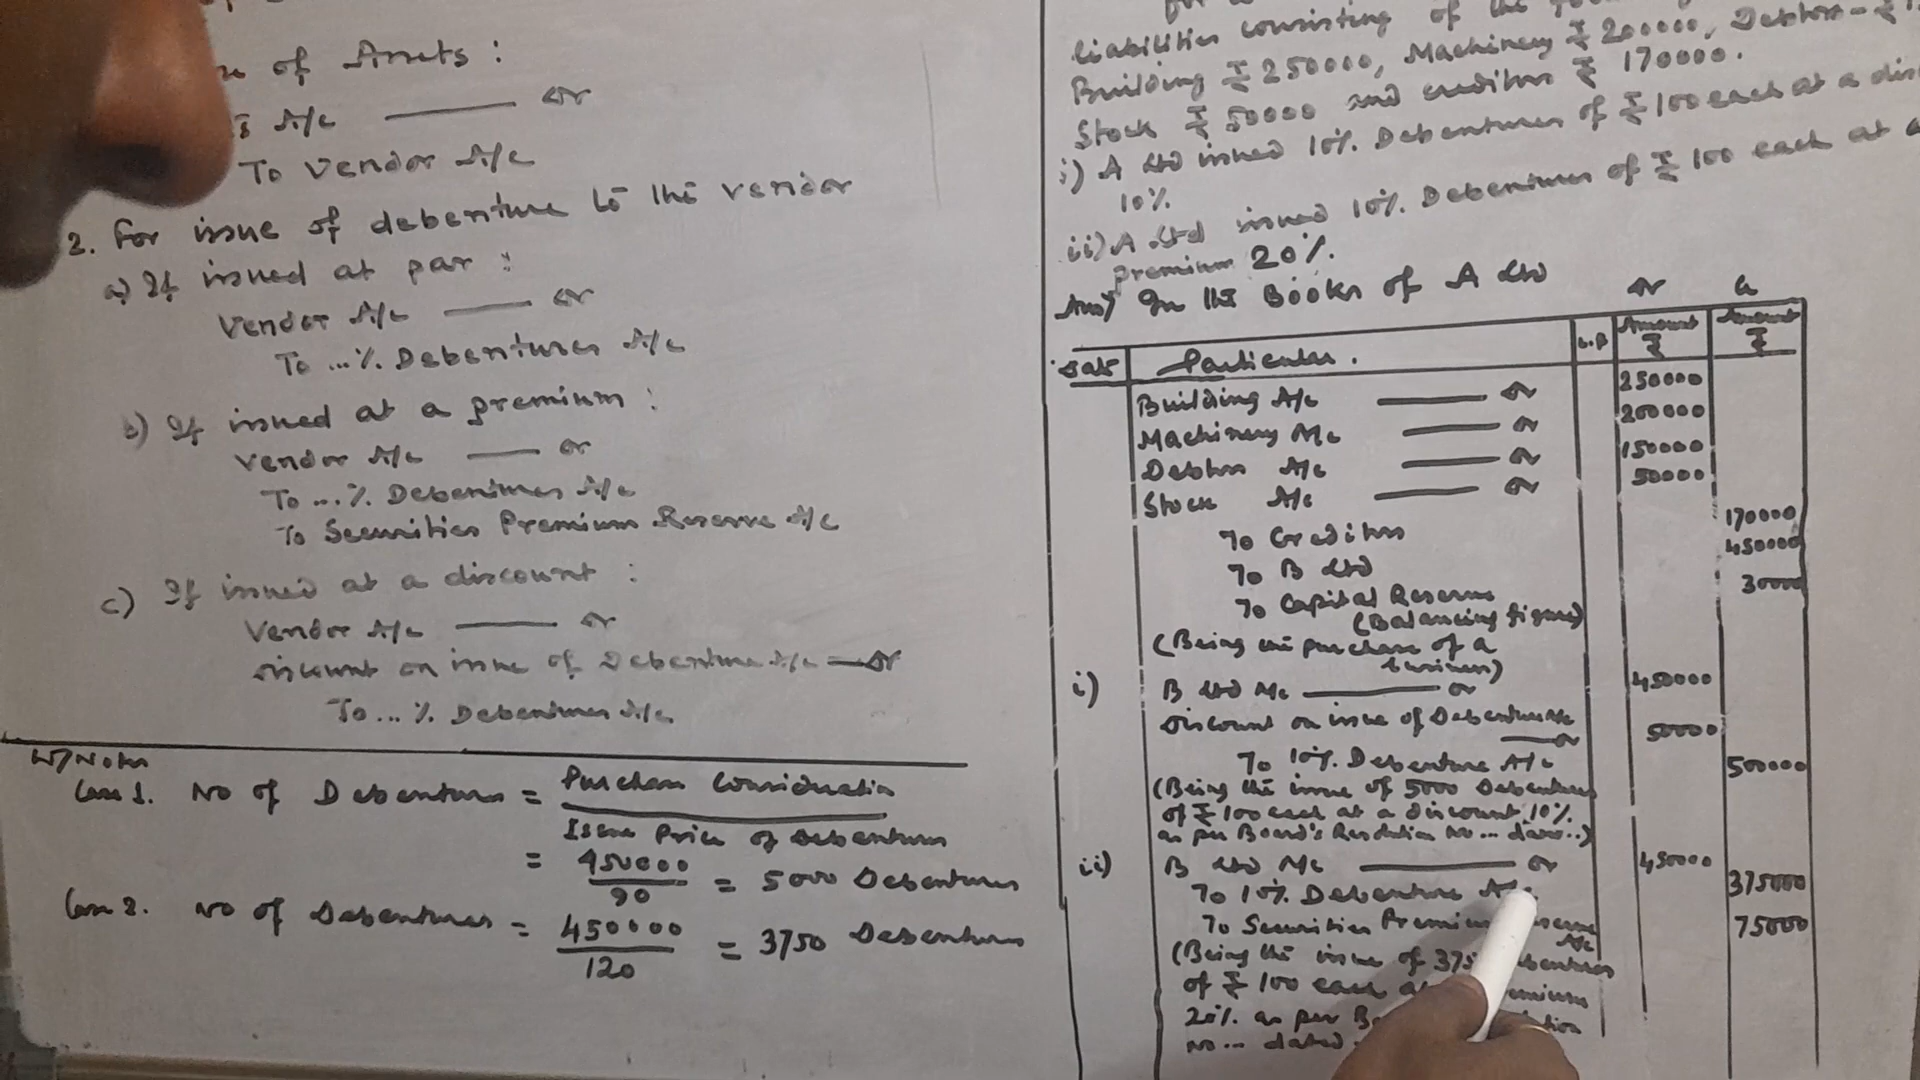 of Assets :
A/c ——— Dr
To Vendor A/c
2. For issue of debenture to the vendor
a) If issued at par :
Vendor A/c —— Dr
To ...% Debentures A/c
b) If issued at a premium :
Vendor A/c —— Dr
To ...% Debentures A/c
To Securities Premium Reserve A/c
c) If issued at a discount :
Vendor A/c ——— Dr
Discount on issue of Debenture A/c — Dr
To ...% Debentures A/c
W/Notes
Case 1. No of Debentures = Purchase Consideration
Issue Price of Debenture
= 450000
90
= 5000 Debentures
Case 2. No of Debentures = 450000
120
= 3750 Debentures
liabilities consisting of the
Building ₹ 250000, Machinery ₹ 200000, Debtors - ₹
Stock ₹ 50000 and creditors ₹ 170000.
i) A Ltd issued 10% Debentures of ₹ 100 each at a
10%
ii) A Ltd issued 10% Debentures of ₹ 100 each at a
premium 20%.
Ans) In the Books of A Ltd
Dr Cr
Date Particular. L.F Amount ₹ Amount ₹
Building A/c ——— Dr 250000
Machinery A/c ——— Dr 200000
Debtors A/c ——— Dr 150000
Stock A/c ——— Dr 50000
To Creditors 170000
To B Ltd 450000
To Capital Reserve 30000
(Balancing figure)
(Being the purchase of a
business)
i) B Ltd A/c ——— Dr 450000
Discount on issue of Debenture A/c
—— Dr 50000
To 10% Debenture A/c 500000
(Being the issue of 5000 Debentures
of ₹ 100 each at a discount 10%
as per Board's Resolution No ... dated ..)
ii) B Ltd A/c ——— Dr 450000
To 10% Debenture A/c 375000
To Securities Premium 75000
A/c
(Being the issue of
of ₹ 100 each
20% as per
No ... dated